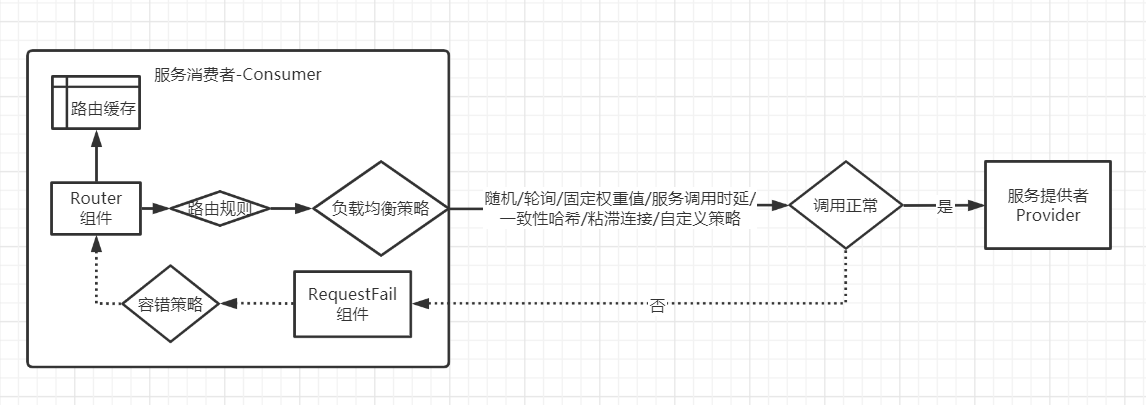 服务消费者-Consumer
路由缓存
Router
组件
路由规则
负载均衡策略
随机/轮询/固定权重值/服务调用时延/
一致性哈希/粘滞连接/自定义策略
调用正常
是
服务提供者
Provider
容错策略
RequestFail
组件
否